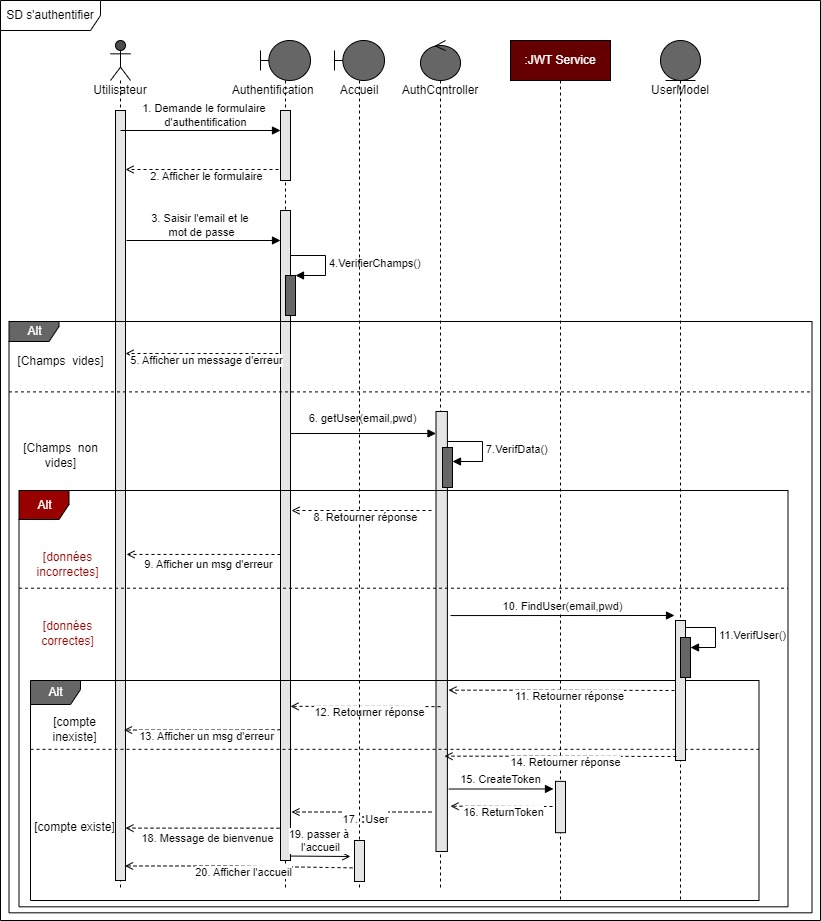 SD s'authentifier
Utilisateur
Authentification
Accueil
AuthController
:JWT Service
UserModel
1. Demande le formulaire
d'authentification
2. Afficher le formulaire
3. Saisir l'email et le
mot de passe
4.VerifierChamps()
Alt
[Champs vides]
5. Afficher un message d'erreur
6. getUser(email,pwd)
[Champs non
vides]
7.VerifData()
Alt
8. Retourner réponse
[données
incorrectes]
9. Afficher un msg d'erreur
10. FindUser(email,pwd)
[données
correctes]
11.VerifUser()
Alt
11. Retourner réponse
12. Retourner réponse
[compte
inexiste]
13. Afficher un msg d'erreur
14. Retourner réponse
15. CreateToken
16. ReturnToken
17. :User
[compte existe]
18. Message de bienvenue
19. passer à
l'accueil
20. Afficher l'accueil